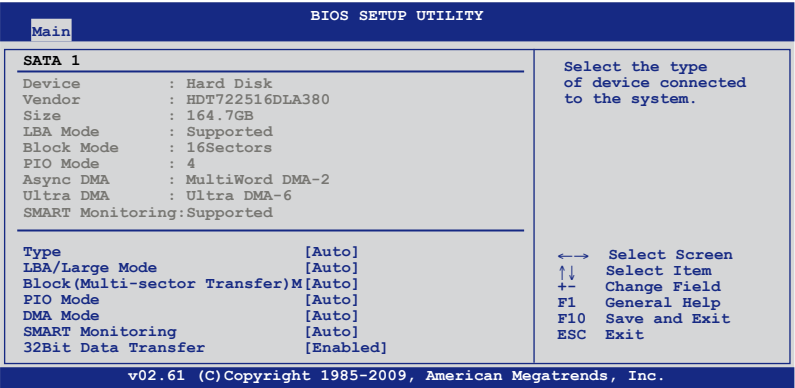 BIOS SETUP UTILITY
Main
SATA 1
Device : Hard Disk
Vendor : HDT722516DLA380
Size : 164.7GB
LBA Mode : Supported
Block Mode : 16Sectors
PIO Mode : 4
Async DMA : MultiWord DMA-2
Ultra DMA : Ultra DMA-6
SMART Monitoring:Supported
Type [Auto]
LBA/Large Mode [Auto]
Block(Multi-sector Transfer)M[Auto]
PIO Mode [Auto]
DMA Mode [Auto]
SMART Monitoring [Auto]
32Bit Data Transfer [Enabled]
Select the type
of device connected
to the system.
←→ Select Screen
↑↓ Select Item
+- Change Field
F1 General Help
F10 Save and Exit
ESC Exit
v02.61 (C)Copyright 1985-2009, American Megatrends, Inc.